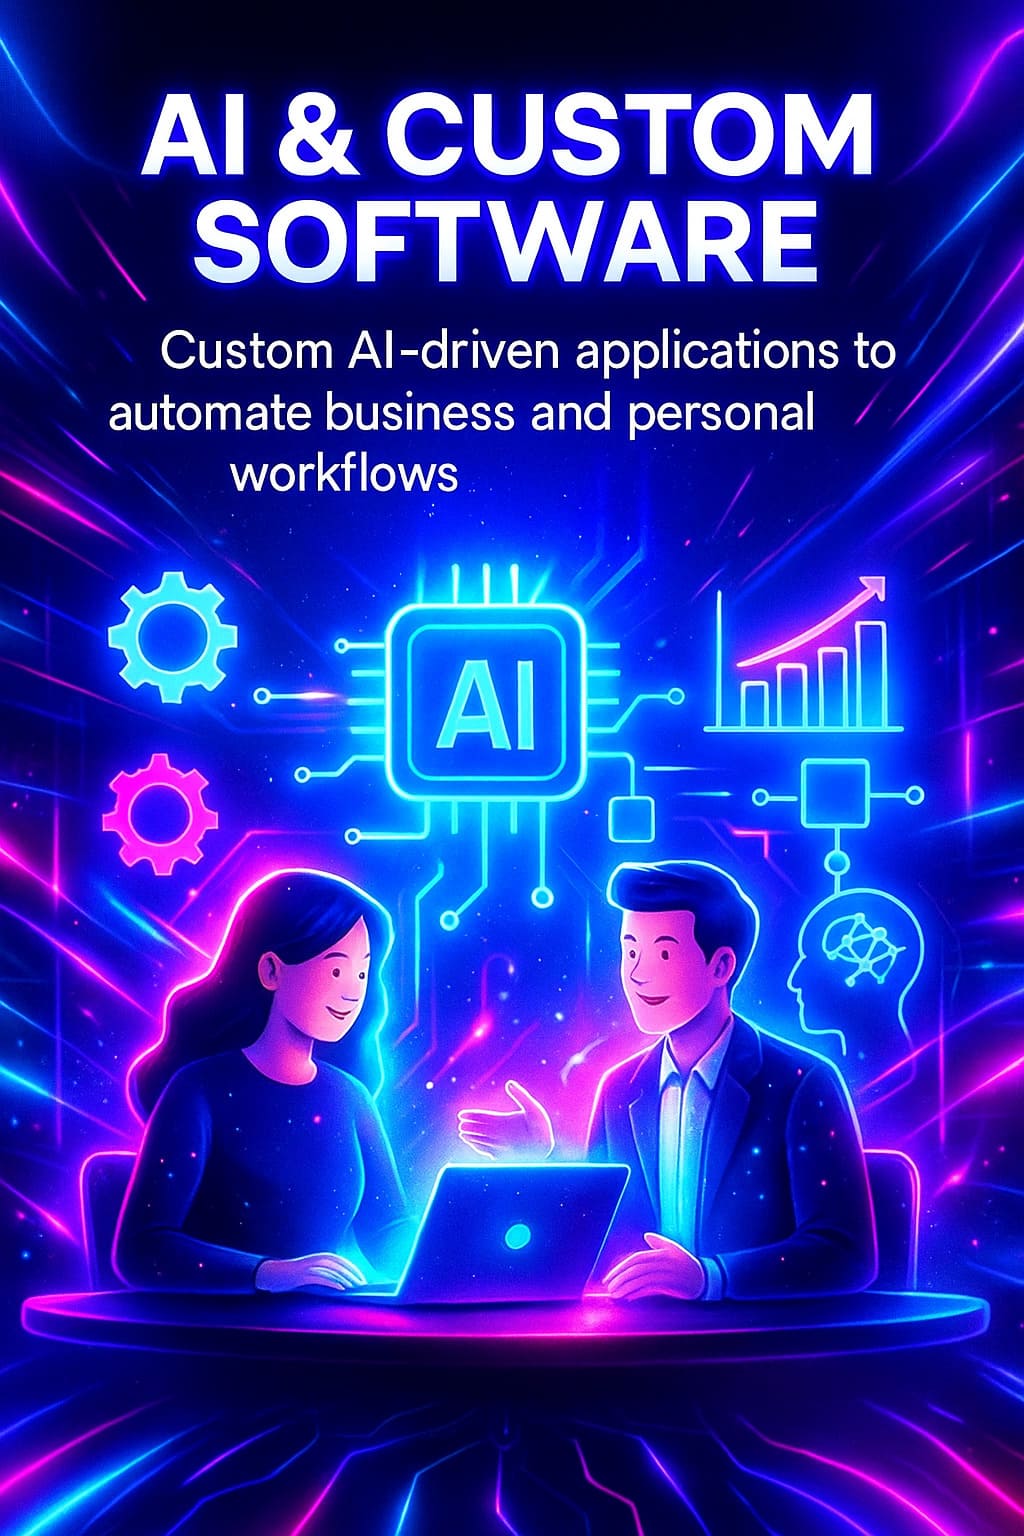 AI & CUSTOM
SOFTWARE
Custom AI-driven applications to
automate business and personal
workflows
AI